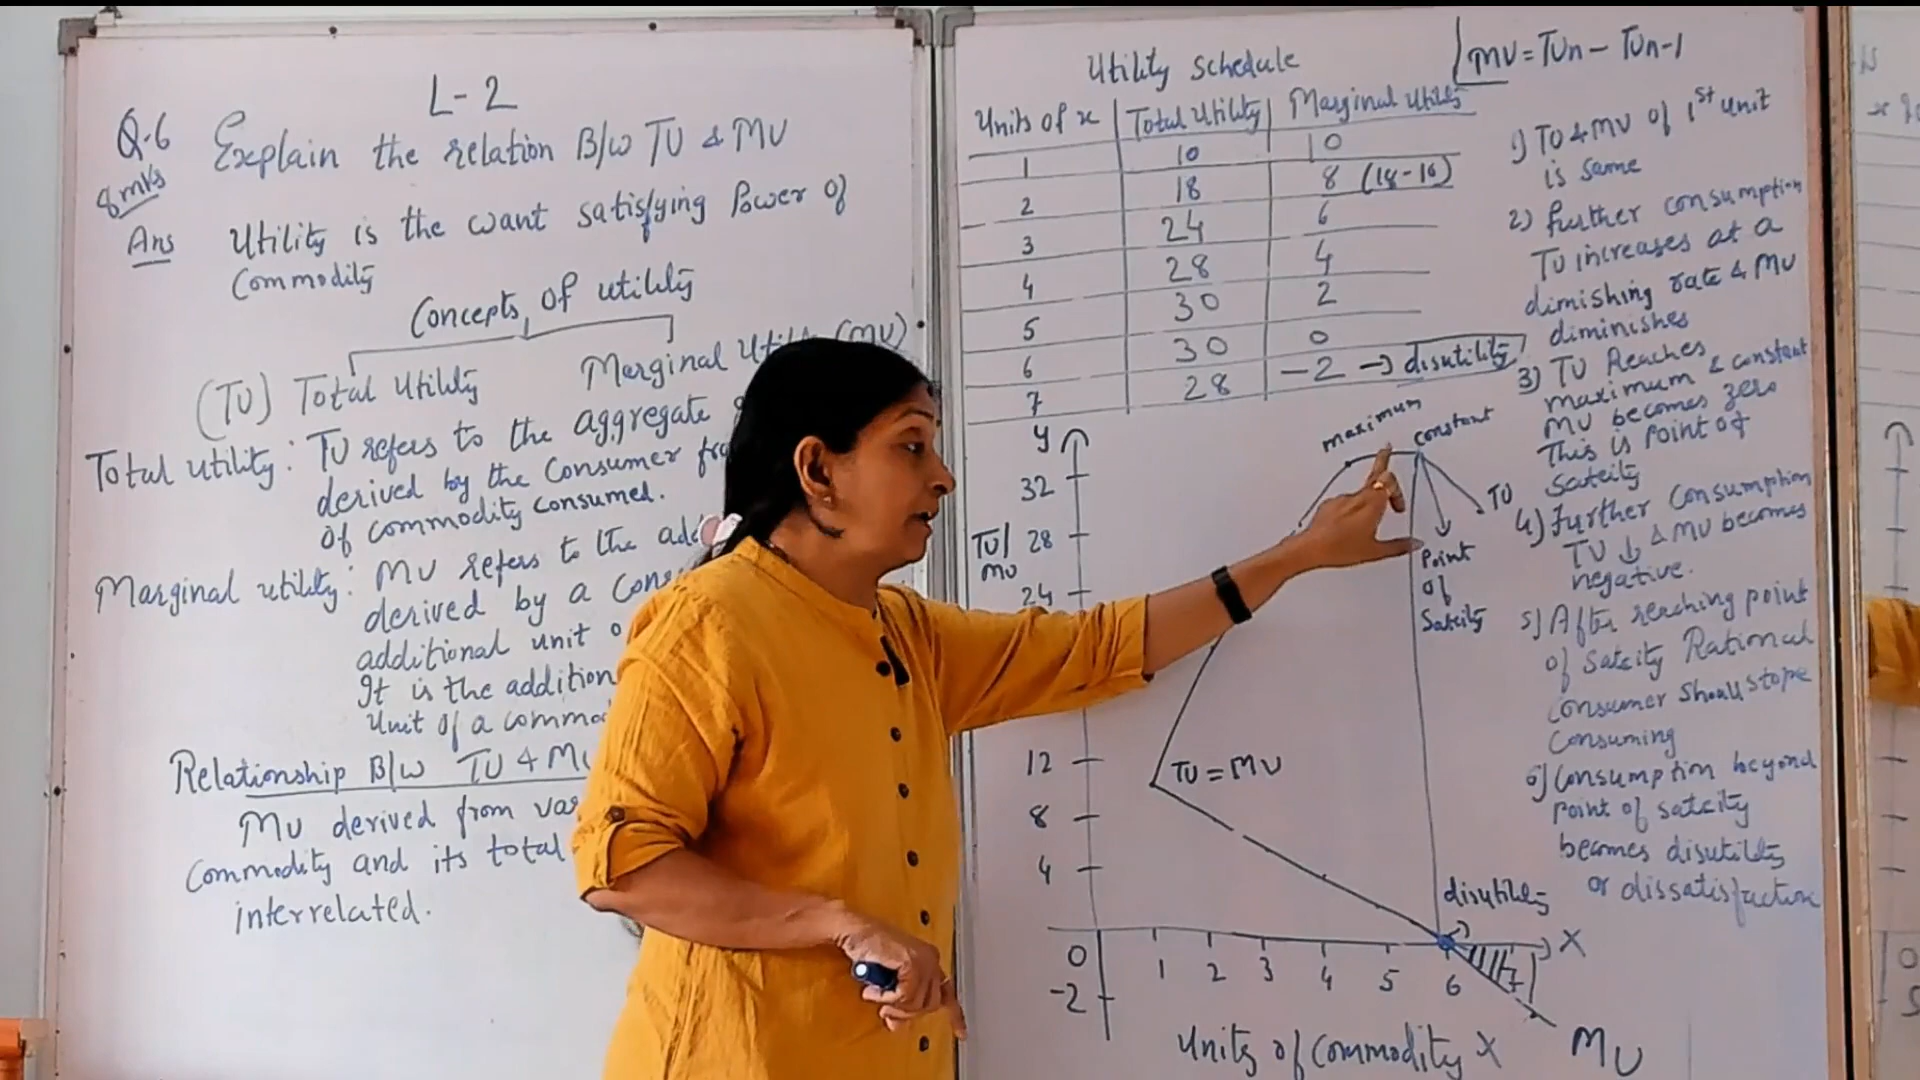 L-2
Q.6 Explain the relation B/w TU & MU
8mks
Ans Utility is the want satisfying Power of
Commodity
Concepts of utility
(TU) Total Utility Marginal Utility (MU)
Total utility: TU refers to the aggregate
derived by the Consumer
of commodity consumed.
Marginal utility: MU refers to the
derived by a
additional unit
It is the addition
Unit of a
Relationship B/w TU & MU
MU derived from
Commodity and its total
interrelated.
Utility Schedule
MU = TUn - TUn-1
Units of x Total Utility Marginal Utility
1 10 10
2 18 8 (18-10)
3 24 6
4 28 4
5 30 2
6 30 0
7 28 -2 → disutility
1) TU & MU of 1st unit
is same
2) further consumption
TU increases at a
dimishing rate & MU
diminishes
3) TU Reaches
maximum & constant
MU becomes zero
This is point of
Sateity
4) Further Consumption
TU ↓ & MU becomes
negative.
5) After reaching point
of sateity Rational
consumer shoul stope
Consuming
6) Consumption beyond
point of sateity
becomes disutility
or dissatisfaction
y
32
TU/
MU
28
24
12
8
4
0
-2
maximum constant
TU
Point
of
Sateity
TU = MU
disutility
X
1 2 3 4 5 6 7
Units of Commodity X
MU